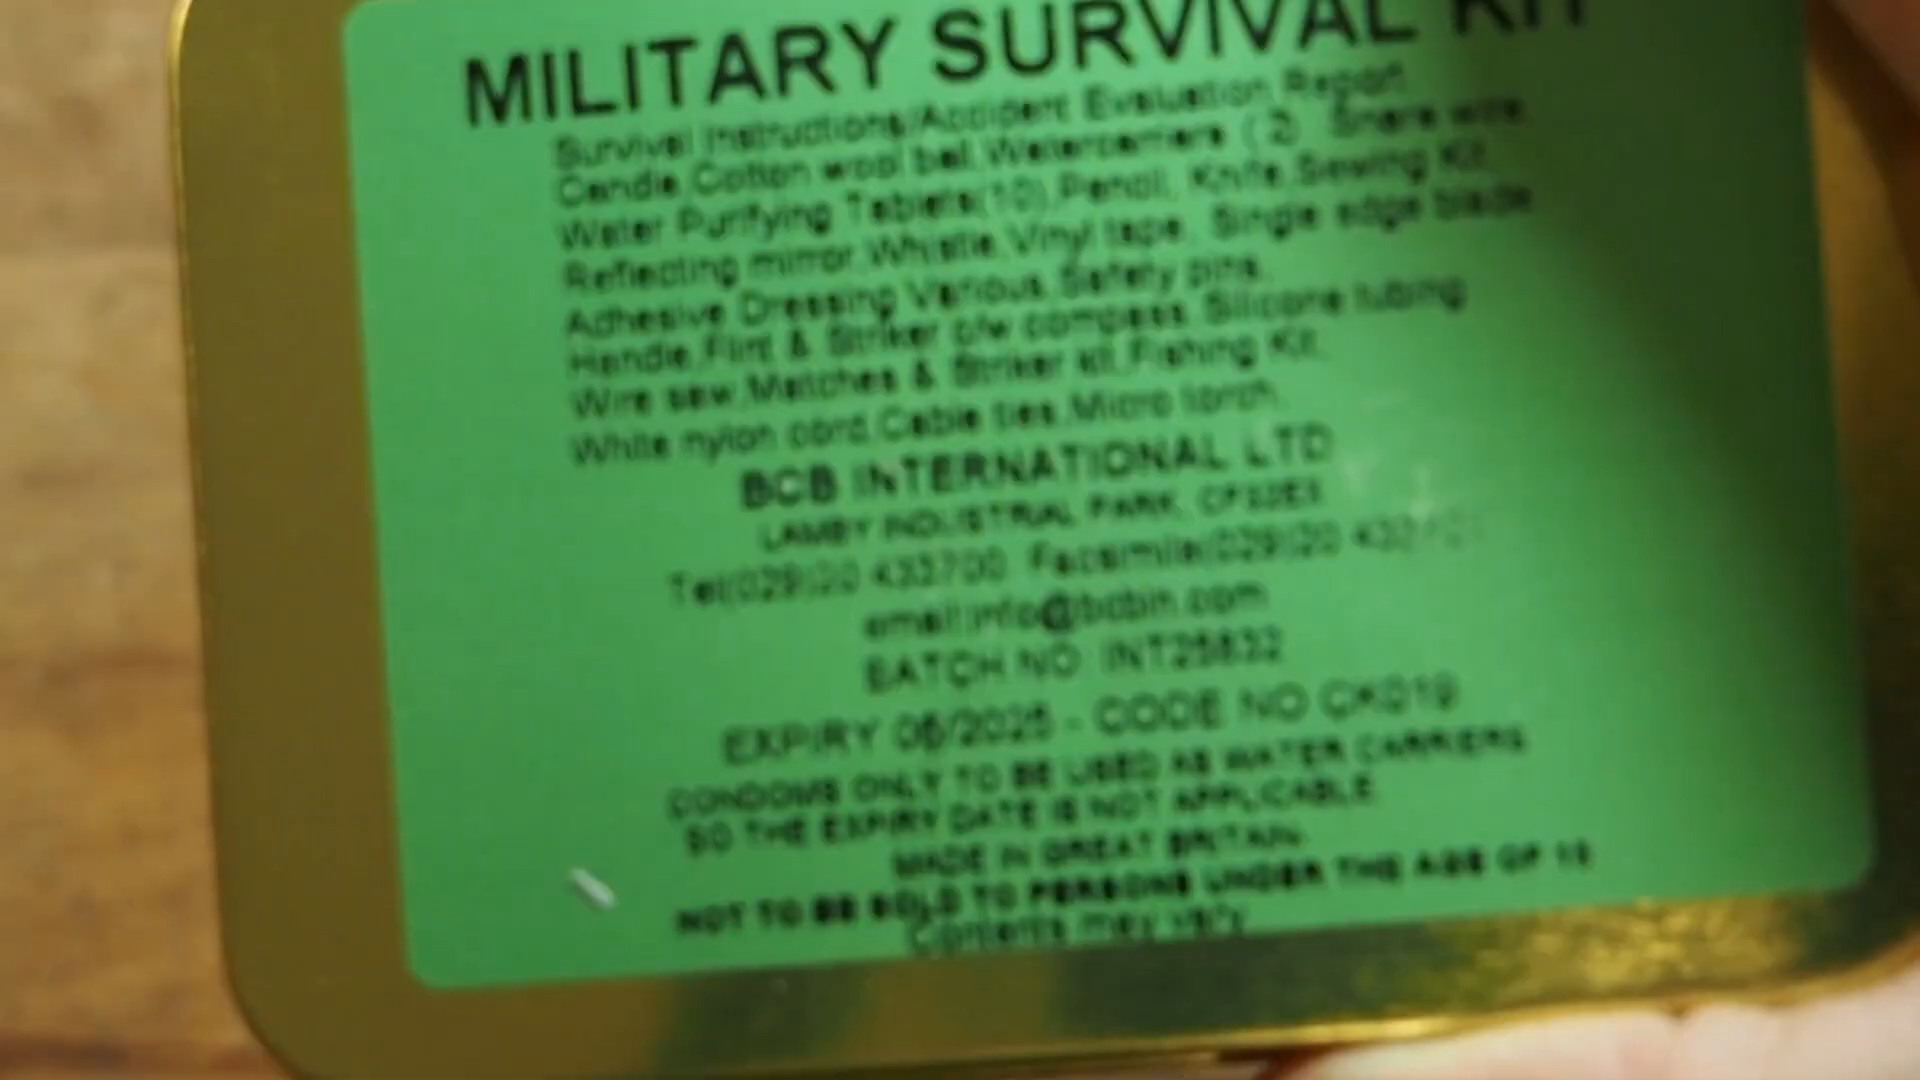 MILITARY SURVIVAL KIT
Survival Instructions/Accident Evaluation Report.
Candle,Cotton wool ball,Watercarriers (2) Snare wire,
Water Purifying Tablets(10),Pencil, Knife,Sewing Kit,
Reflecting mirror,Whistle,Vinyl tape, Single edge blade
Adhesive Dressing Various,Safety pins,
Handle,Flint & Striker c/w compass,Silicone tubing
Wire saw,Matches & Striker kit,Fishing Kit,
White nylon cord,Cable ties,Micro torch.
BCB INTERNATIONAL LTD
LAMBY INDUSTRIAL PARK,
Tel(029)20 433700 Facsimile(029)20
email:info@bcbin.com
BATCH NO INT25832
EXPIRY 06/2025 - CODE NO CK019
CONDOMS ONLY TO BE USED AS WATER CARRIERS
SO THE EXPIRY DATE IS NOT APPLICABLE.
MADE IN GREAT BRITAIN.
NOT TO BE SOLD TO PERSONS UNDER THE AGE OF
Contents may vary